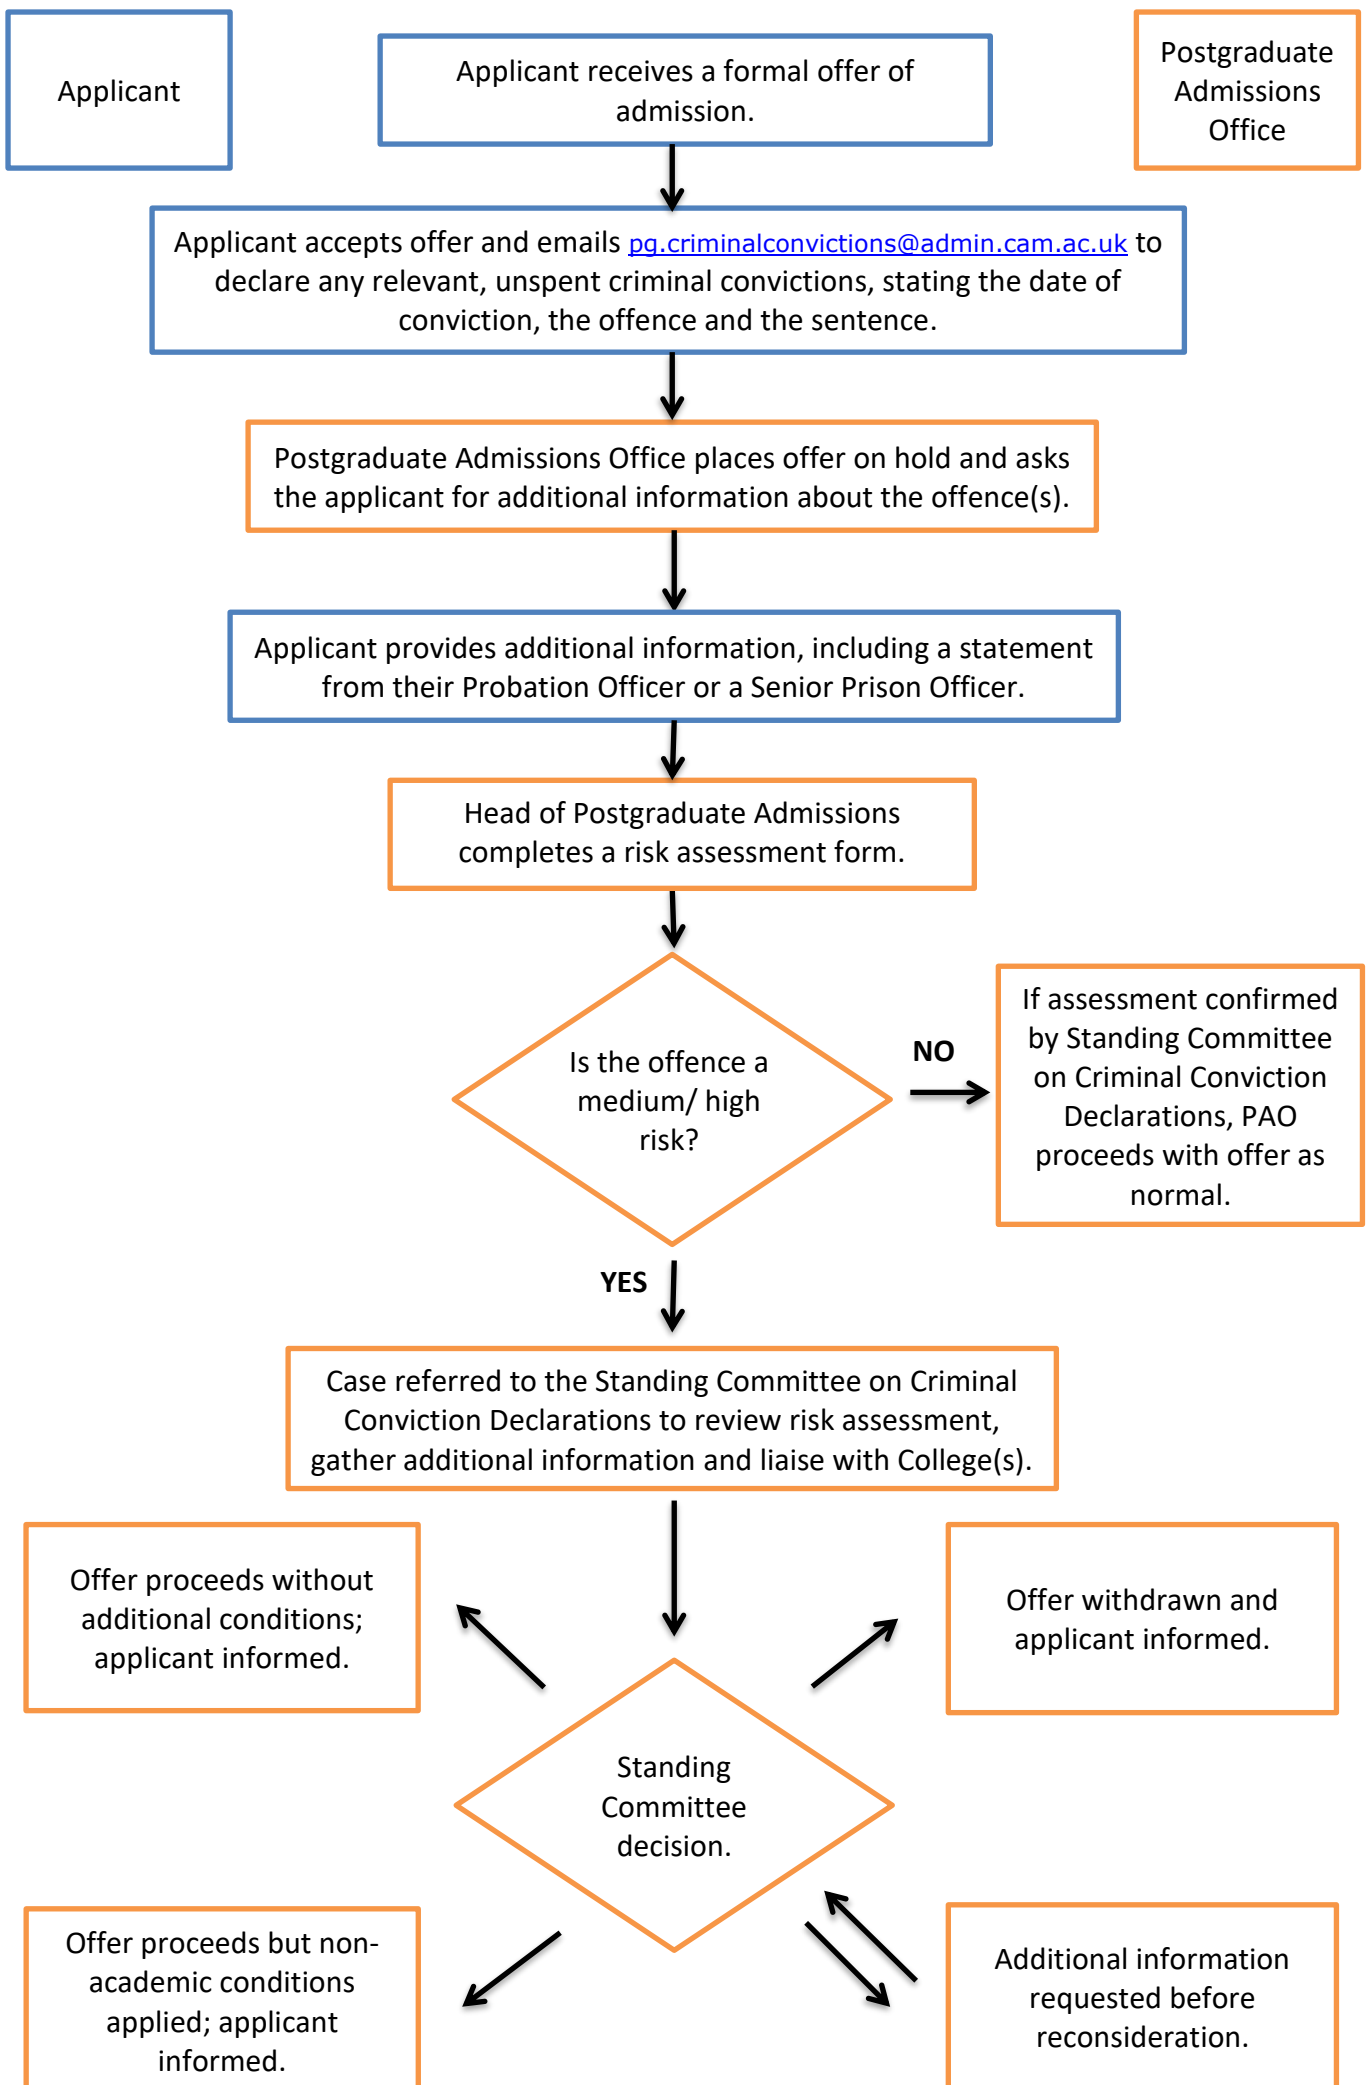 Applicant
Applicant receives a formal offer of
admission.
Postgraduate
Admissions
Office
Applicant accepts offer and emails pg.criminalconvictions@admin.cam.ac.uk to
declare any relevant, unspent criminal convictions, stating the date of
conviction, the offence and the sentence.
Postgraduate Admissions Office places offer on hold and asks
the applicant for additional information about the offence(s).
Applicant provides additional information, including a statement
from their Probation Officer or a Senior Prison Officer.
Head of Postgraduate Admissions
completes a risk assessment form.
Is the offence a
medium/ high
risk?
NO
If assessment confirmed
by Standing Committee
on Criminal Conviction
Declarations, PAO
proceeds with offer as
normal.
YES
Case referred to the Standing Committee on Criminal
Conviction Declarations to review risk assessment,
gather additional information and liaise with College(s).
Offer proceeds without
additional conditions;
applicant informed.
Offer withdrawn and
applicant informed.
Standing
Committee
decision.
Offer proceeds but non-
academic conditions
applied; applicant
informed.
Additional information
requested before
reconsideration.